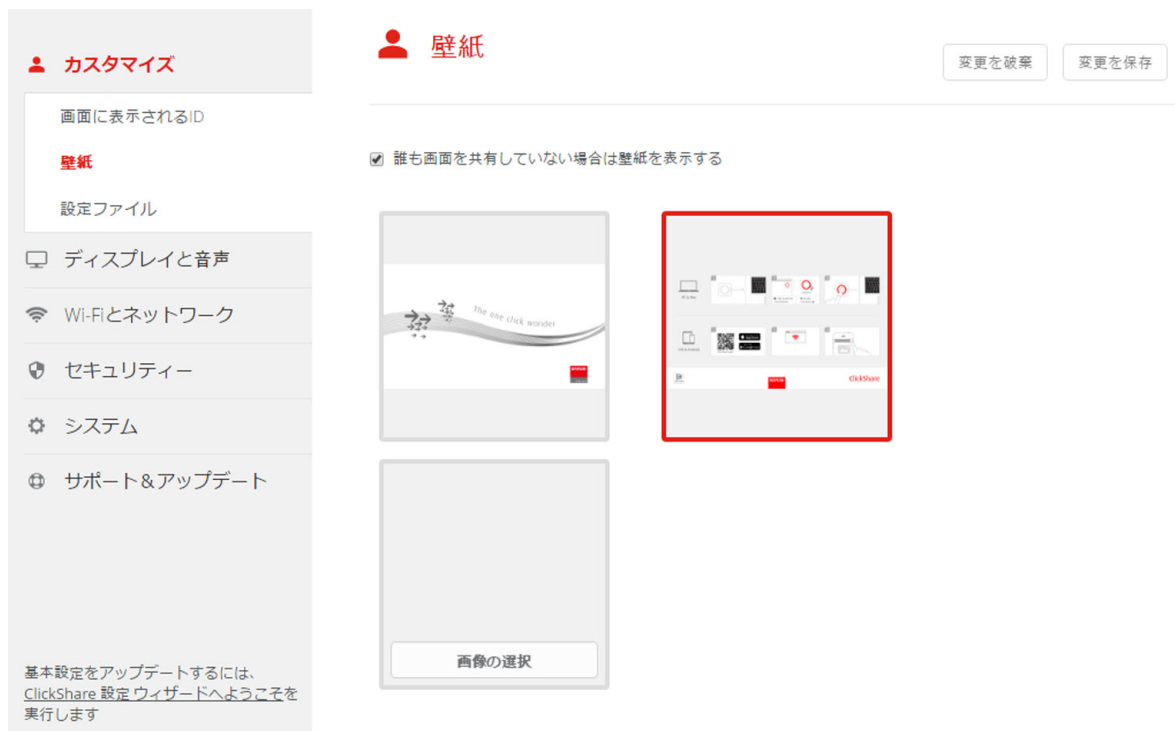 カスタマイズ
画面に表示されるID
壁紙
設定ファイル
ディスプレイと音声
Wi-Fiとネットワーク
セキュリティー
システム
サポート＆アップデート
基本設定をアップデートするには、
ClickShare 設定 ウィザードへようこそを
実行します
壁紙
変更を破棄
変更を保存
誰も画面を共有していない場合は壁紙を表示する
The one click wonder
ClickShare
画像の選択